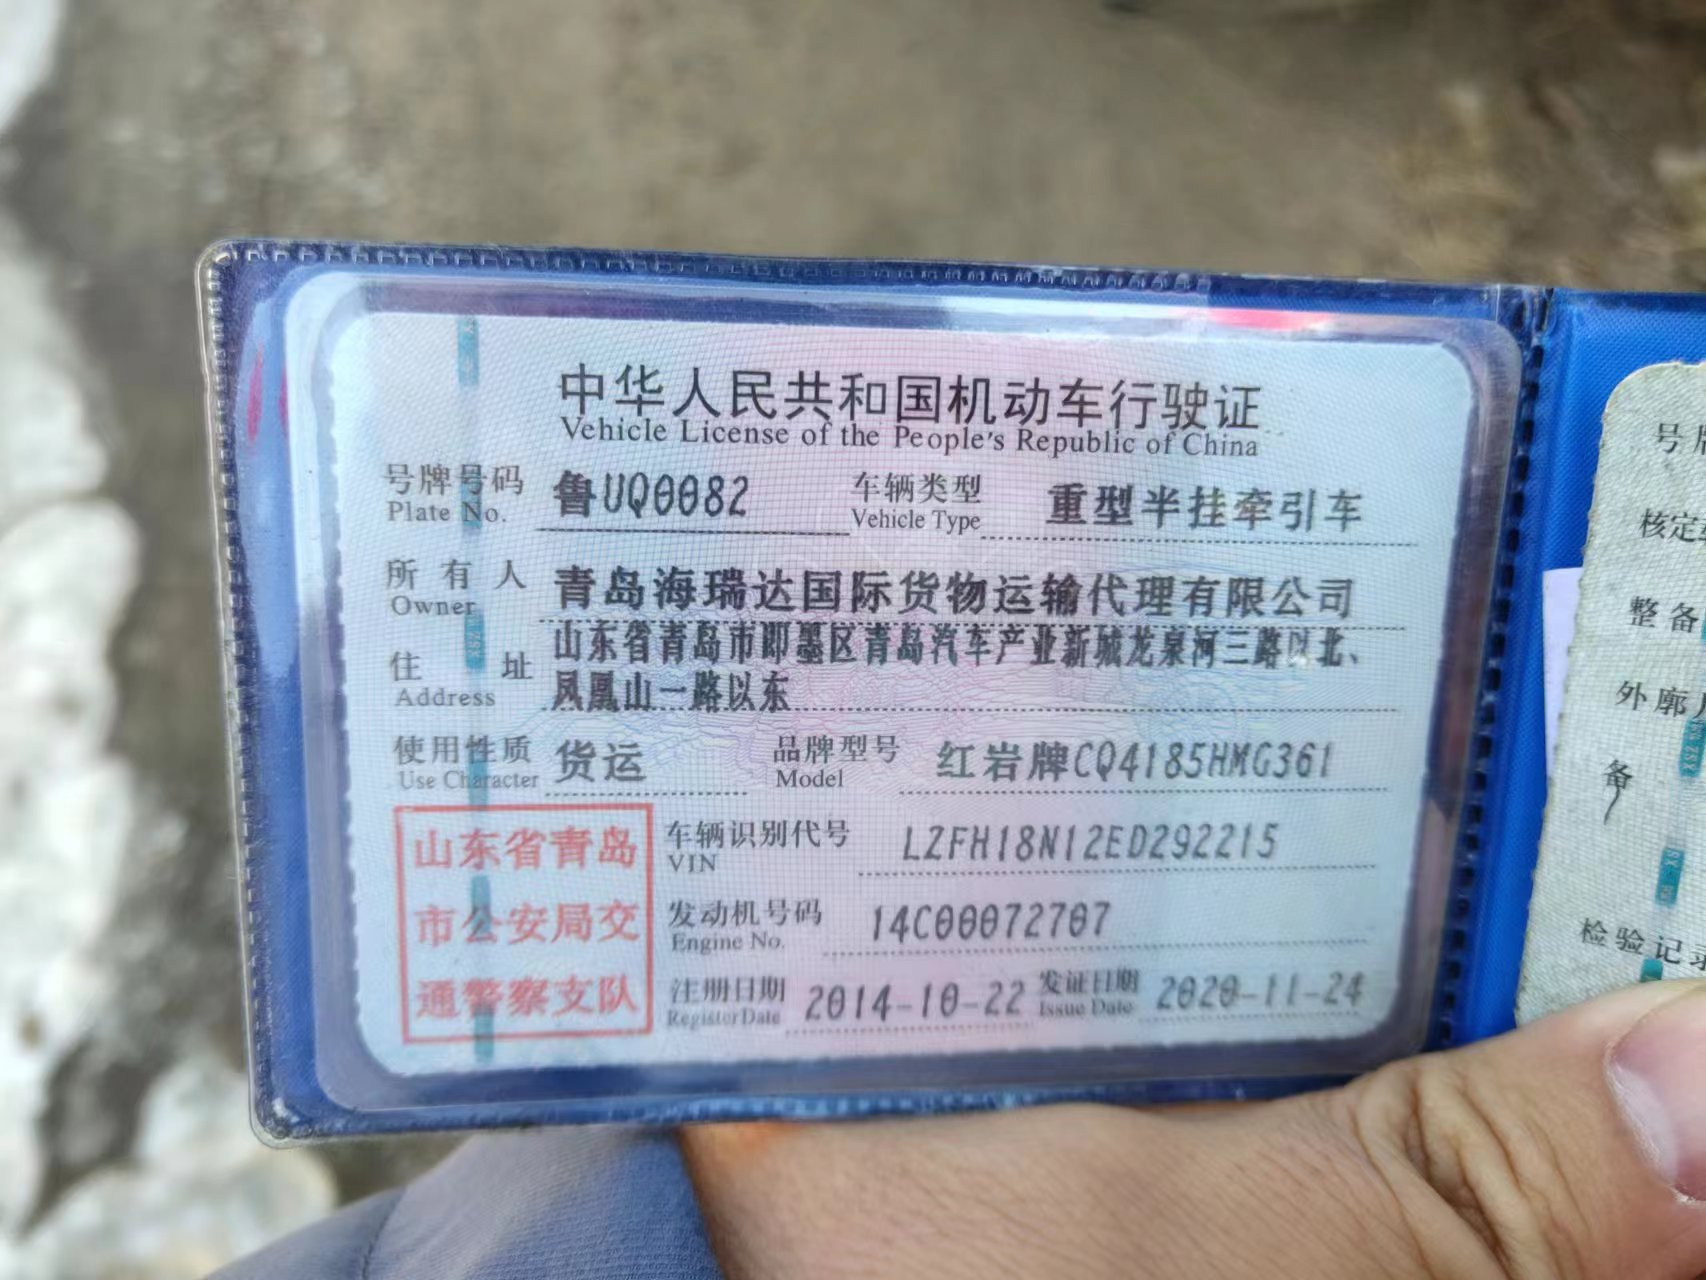 中华人民共和国机动车行驶证
Vehicle License of the People's Republic of China
号牌号码 鲁UQ0082 车辆类型 重型半挂牵引车
Plate No. Vehicle Type
所有人 青岛海瑞达国际货物运输代理有限公司
Owner
住址 山东省青岛市即墨区青岛汽车产业新城龙泉河三路以北、
Address 凤凰山一路以东
使用性质 货运 品牌型号 红岩牌CQ4185HMG361
Use Character Model
山东省青岛
市公安局交
通警察支队
车辆识别代号 LZFH18N12ED292215
VIN
发动机号码 14C00072707
Engine No.
注册日期 2014-10-22 发证日期 2020-11-24
Register Date Issue Date
号牌
核定
整备
外廓
备
检验记录